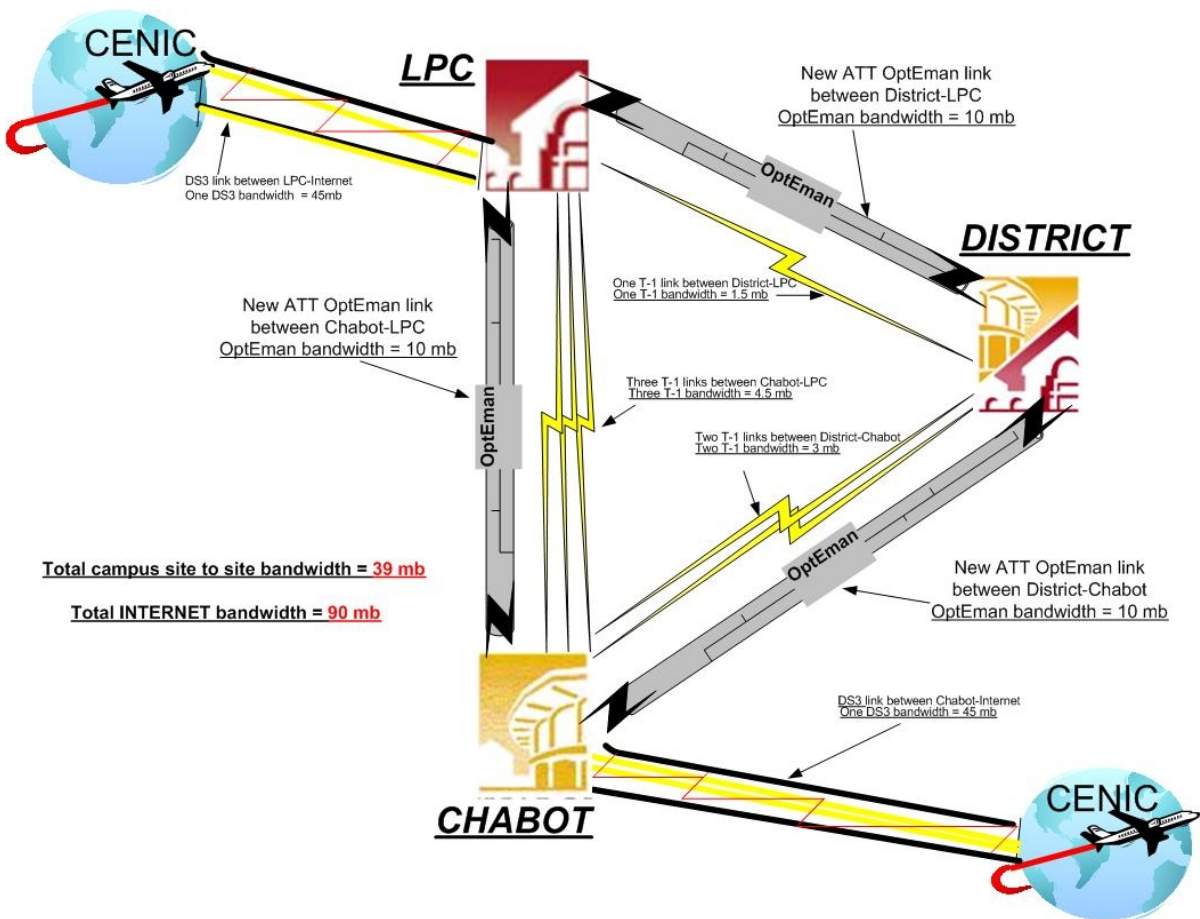 CENIC
LPC
New ATT OptEman link
between District-LPC
OptEman bandwidth = 10 mb
DS3 link between LPC-Internet
One DS3 bandwidth = 45mb
OptEman
DISTRICT
One T-1 link between District-LPC
One T-1 bandwidth = 1.5 mb
New ATT OptEman link
between Chabot-LPC
OptEman bandwidth = 10 mb
OptEman
Three T-1 links between Chabot-LPC
Three T-1 bandwidth = 4.5 mb
Two T-1 links between District-Chabot
Two T-1 bandwidth = 3 mb
OptEman
Total campus site to site bandwidth = 39 mb
Total INTERNET bandwidth = 90 mb
New ATT OptEman link
between District-Chabot
OptEman bandwidth = 10 mb
DS3 link between Chabot-Internet
One DS3 bandwidth = 45 mb
CHABOT
CENIC